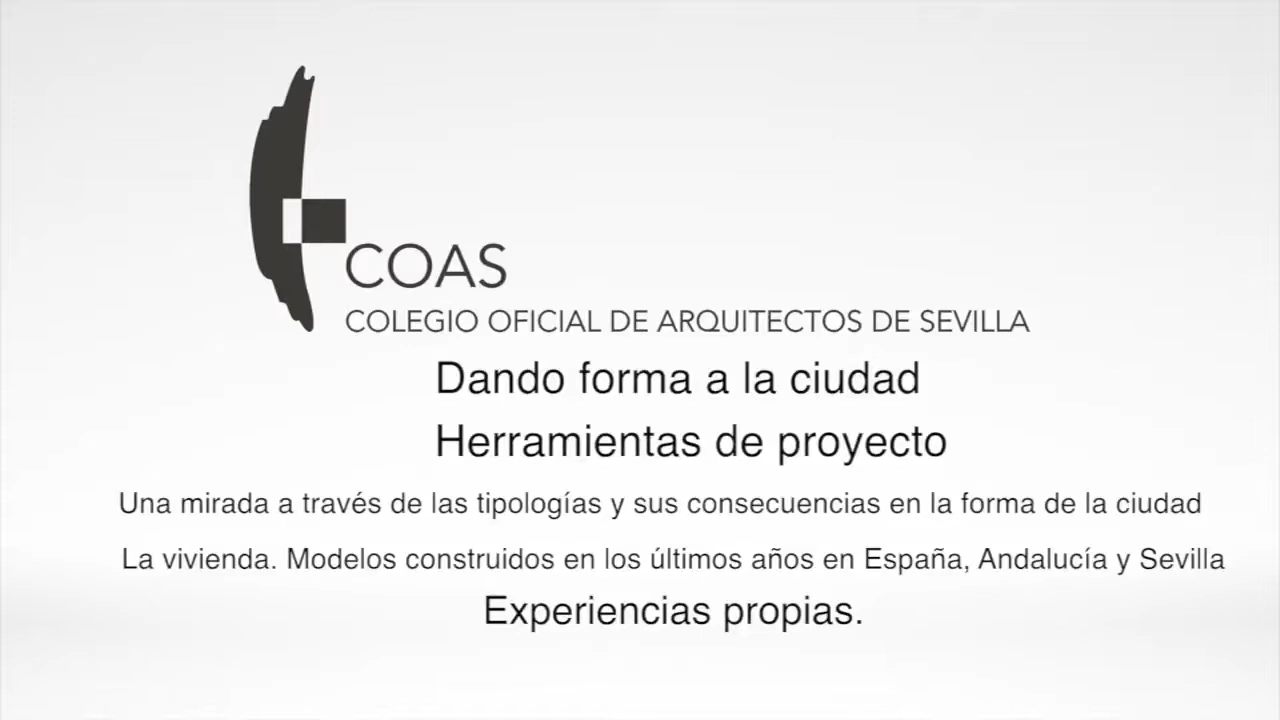 COAS
COLEGIO OFICIAL DE ARQUITECTOS DE SEVILLA
Dando forma a la ciudad
Herramientas de proyecto
Una mirada a través de las tipologías y sus consecuencias en la forma de la ciudad
La vivienda. Modelos construidos en los últimos años en España, Andalucía y Sevilla
Experiencias propias.